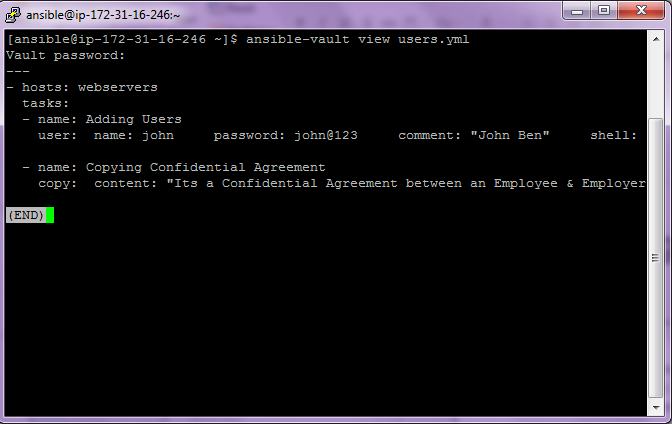 ansible@ip-172-31-16-246:~
[ansible@ip-172-31-16-246 ~]$ ansible-vault view users.yml
Vault password:
---
- hosts: webservers
  tasks:
  - name: Adding Users
    user:  name: john     password: john@123     comment: "John Ben"     shell:
  - name: Copying Confidential Agreement
    copy:  content: "Its a Confidential Agreement between an Employee & Employer
(END)